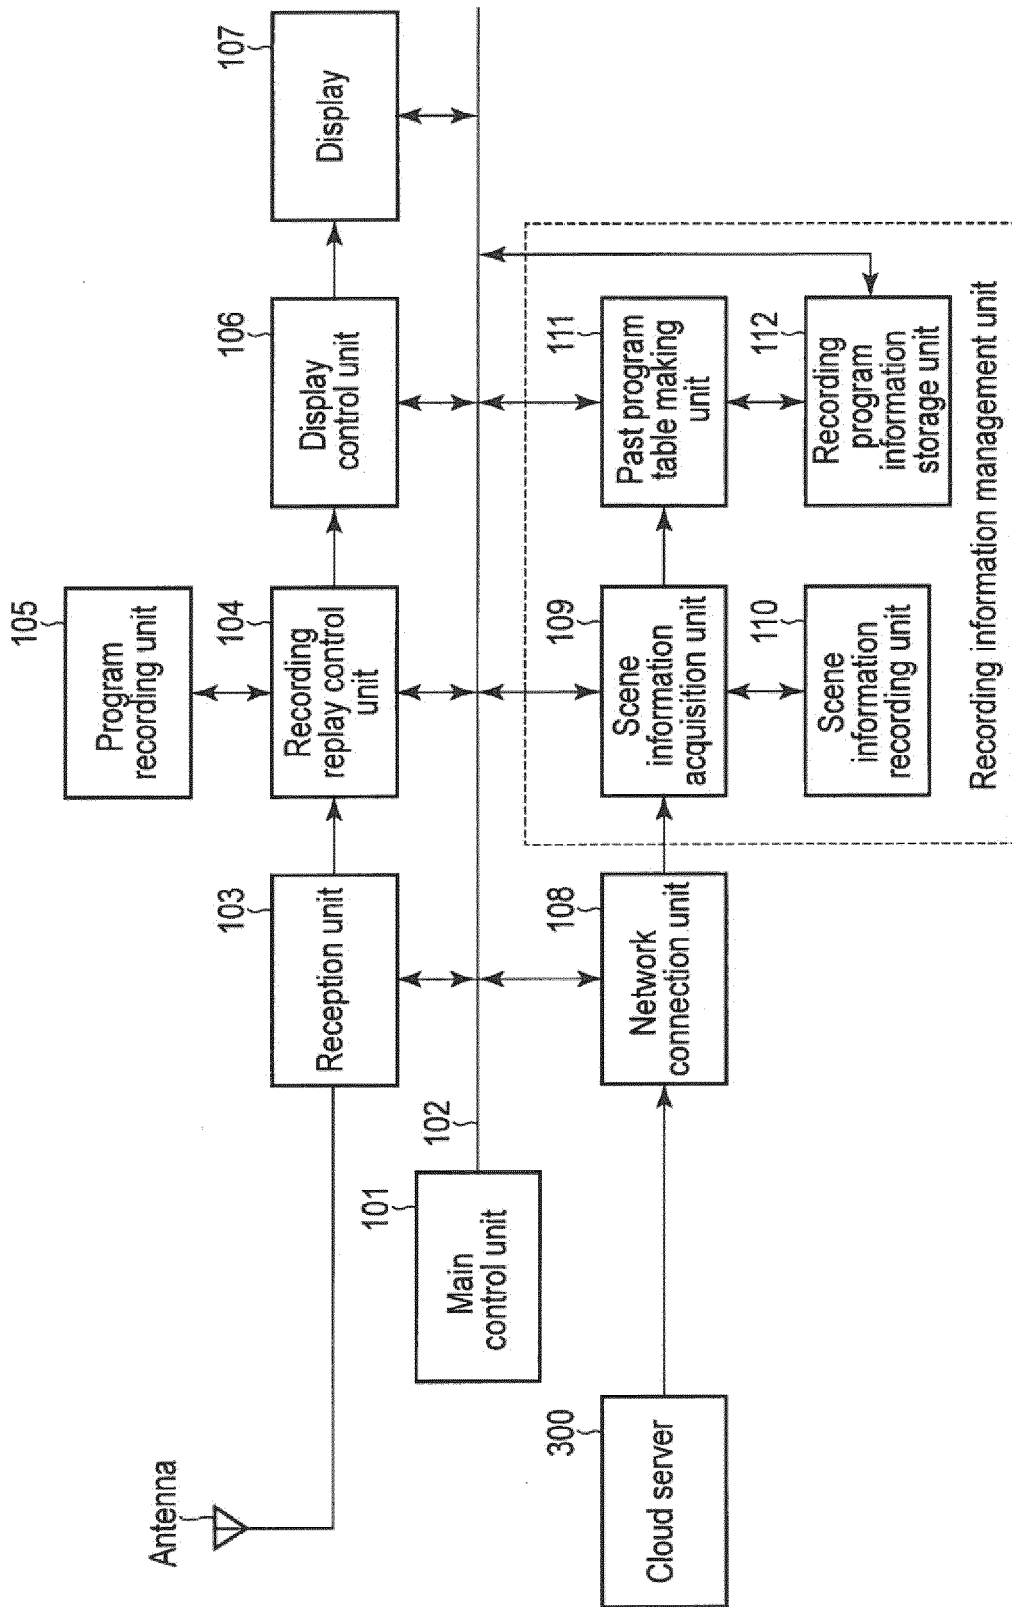 Antenna
105
Program
recording unit
103
Reception unit
104
Recording
replay control
unit
106
Display
control unit
107
Display
101
Main
control unit
102
300
Cloud server
108
Network
connection unit
109
Scene
information
acquisition unit
111
Past program
table making
unit
110
Scene
information
recording unit
112
Recording
program
information
storage unit
Recording information management unit